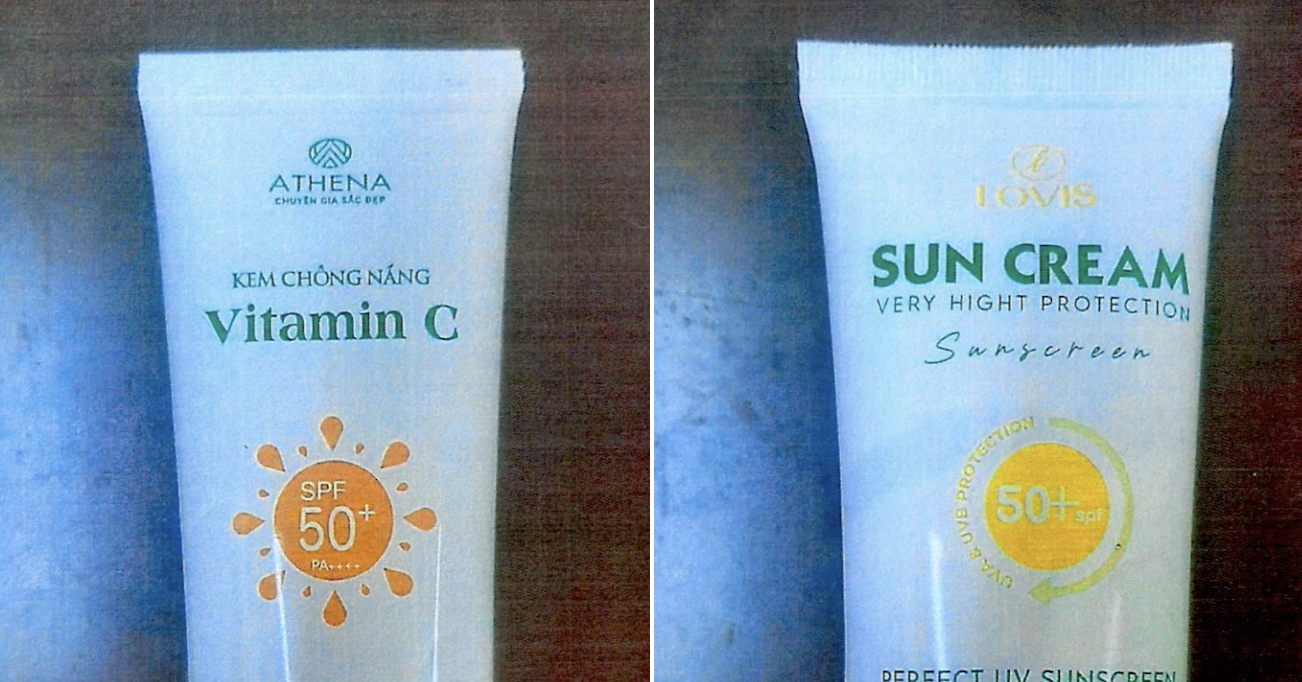 ATHENA
CHUYÊN GIA SẮC ĐẸP
KEM CHỐNG NẮNG
Vitamin C
SPF
50+
PA++++
LOVIS
SUN CREAM
VERY HIGHT PROTECTION
Sunscreen
UVA & UVB PROTECTION
50+spf
PERFECT UV SUNSCREEN